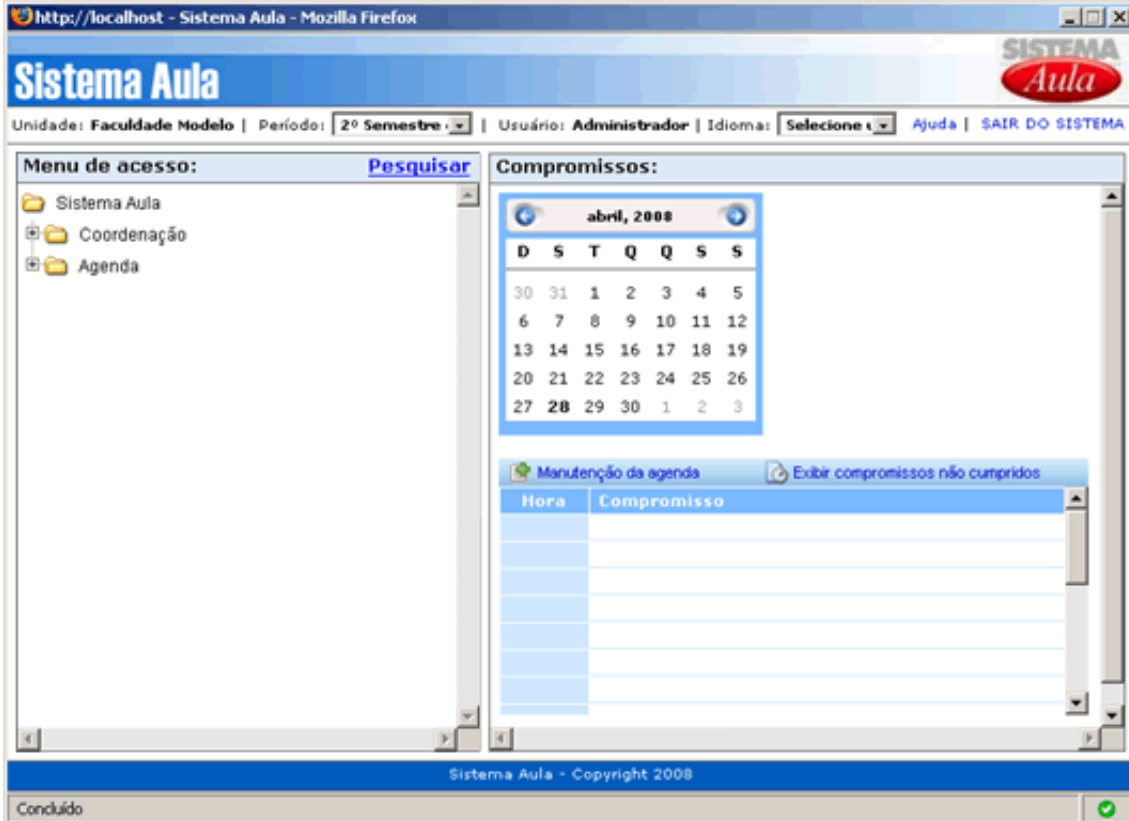 http://localhost - Sistema Aula - Mozilla Firefox
Sistema Aula
SISTEMA
Aula
Unidade: Faculdade Modelo | Período: 2º Semestre | Usuário: Administrador | Idioma: Selecione Ajuda | SAIR DO SISTEMA
Menu de acesso: Pesquisar
Sistema Aula
Coordenação
Agenda
Compromissos:
abril, 2008
D S T Q Q S S
30 31 1 2 3 4 5
6 7 8 9 10 11 12
13 14 15 16 17 18 19
20 21 22 23 24 25 26
27 28 29 30 1 2 3
Manutenção da agenda Exibir compromissos não cumpridos
Hora Compromisso
Sistema Aula - Copyright 2008
Concluído